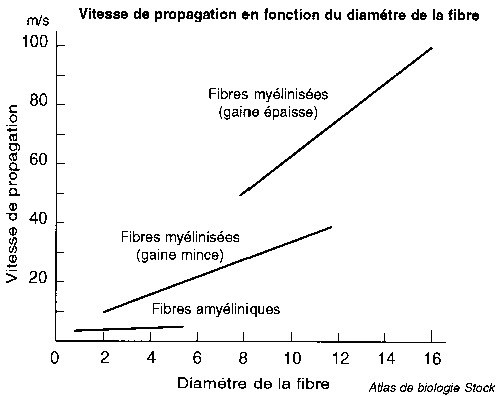 Vitesse de propagation en fonction du diamétre de la fibre
m/s
100
80
60
40
20
Vitesse de propagation
Fibres myélinisées
(gaine épaisse)
Fibres myélinisées
(gaine mince)
Fibres amyéliniques
0 2 4 6 8 10 12 14 16
Diamétre de la fibre
Atlas de biologie Stock